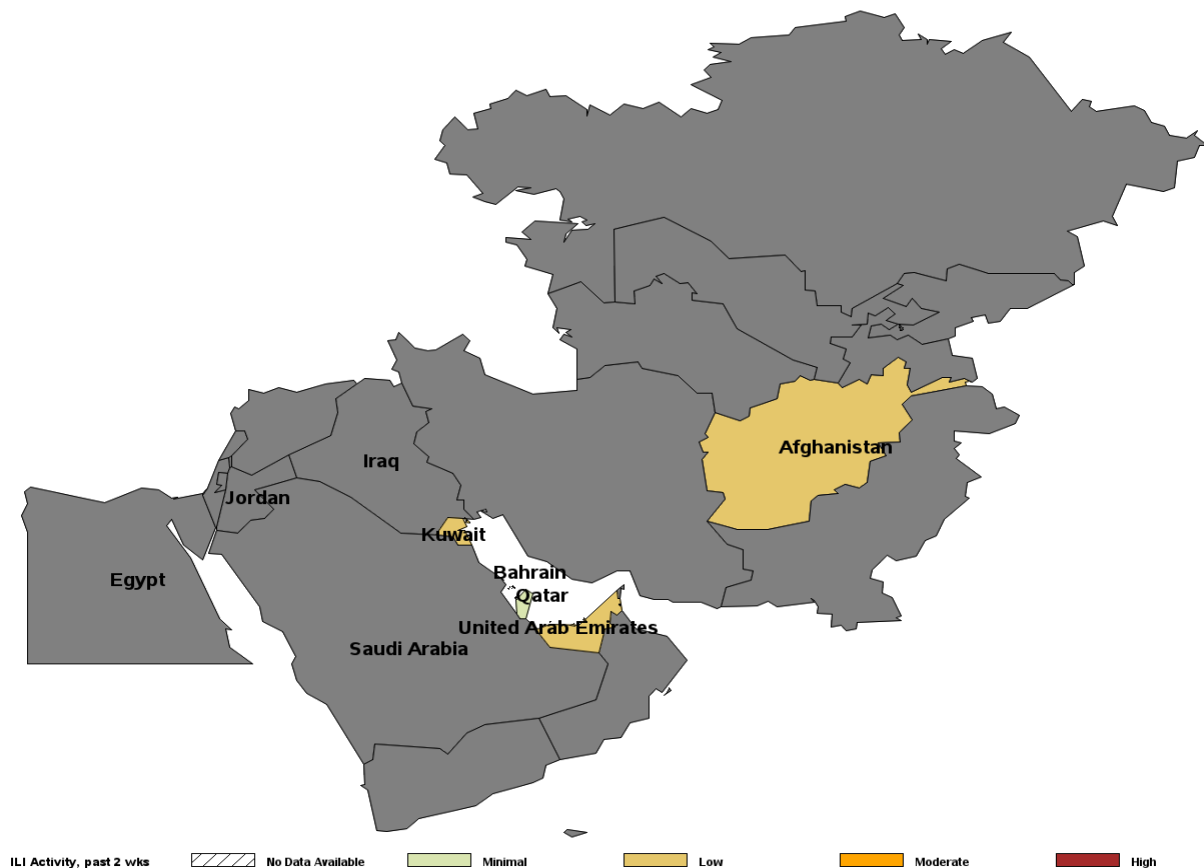 Afghanistan
Iraq
Jordan
Kuwait
Bahrain
Egypt
Qatar
United Arab Emirates
Saudi Arabia
ILI Activity, past 2 wks No Data Available Minimal Low Moderate High